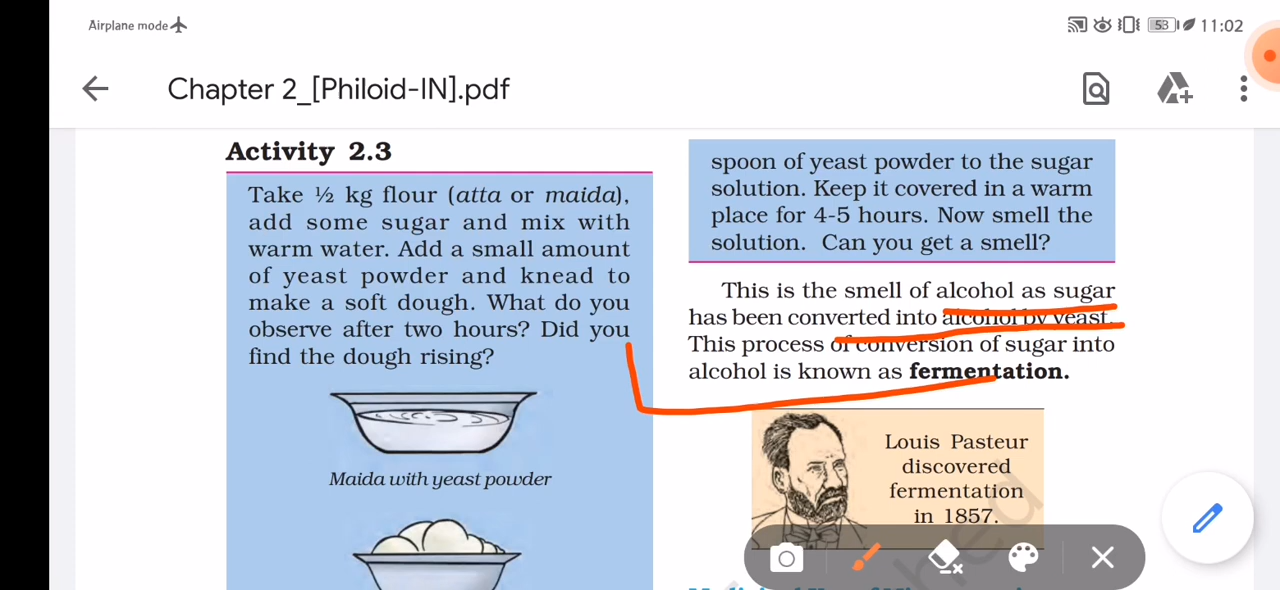 Airplane mode
53
11:02
Chapter 2_[Philoid-IN].pdf
Activity 2.3
Take ½ kg flour (atta or maida),
add some sugar and mix with
warm water. Add a small amount
of yeast powder and knead to
make a soft dough. What do you
observe after two hours? Did you
find the dough rising?
Maida with yeast powder
spoon of yeast powder to the sugar
solution. Keep it covered in a warm
place for 4-5 hours. Now smell the
solution. Can you get a smell?
This is the smell of alcohol as sugar
has been converted into alcohol by yeast.
This process of conversion of sugar into
alcohol is known as fermentation.
Louis Pasteur
discovered
fermentation
in 1857.